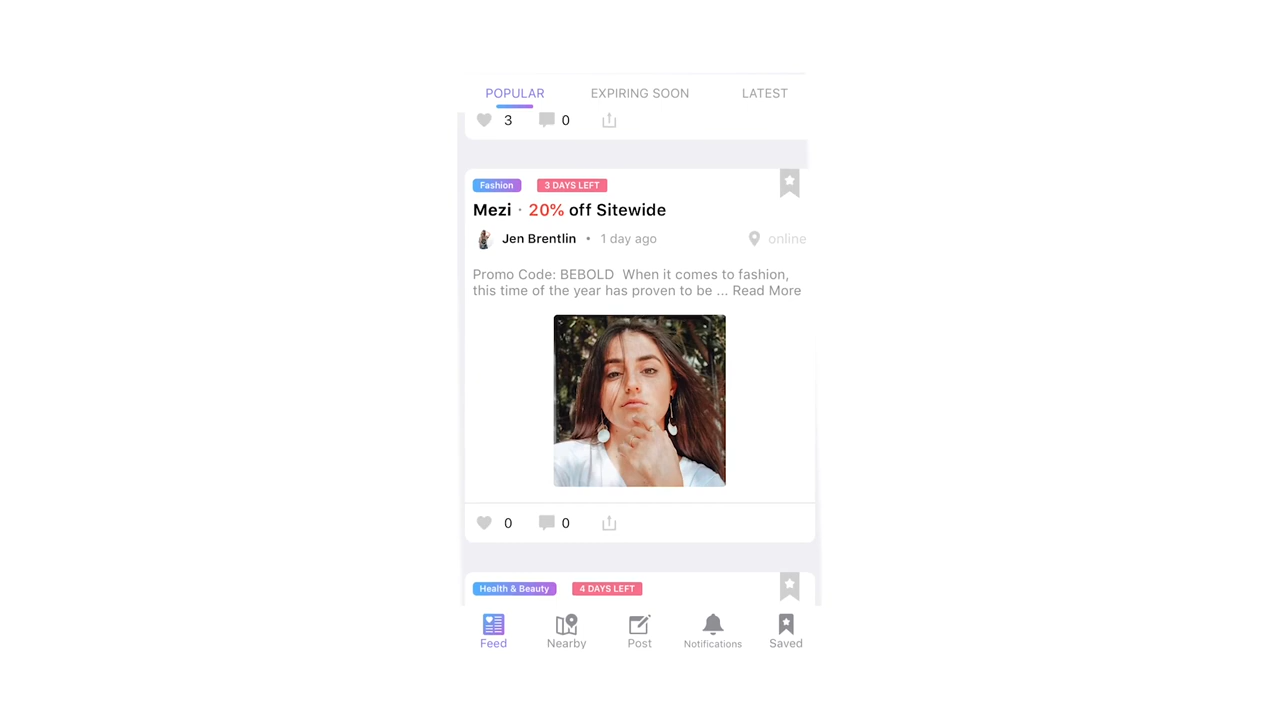 POPULAR EXPIRING SOON LATEST
3 0
Fashion 3 DAYS LEFT
Mezi · 20% off Sitewide
Jen Brentlin • 1 day ago online
Promo Code: BEBOLD When it comes to fashion,
this time of the year has proven to be ... Read More
0 0
Health & Beauty 4 DAYS LEFT
Feed Nearby Post Notifications Saved